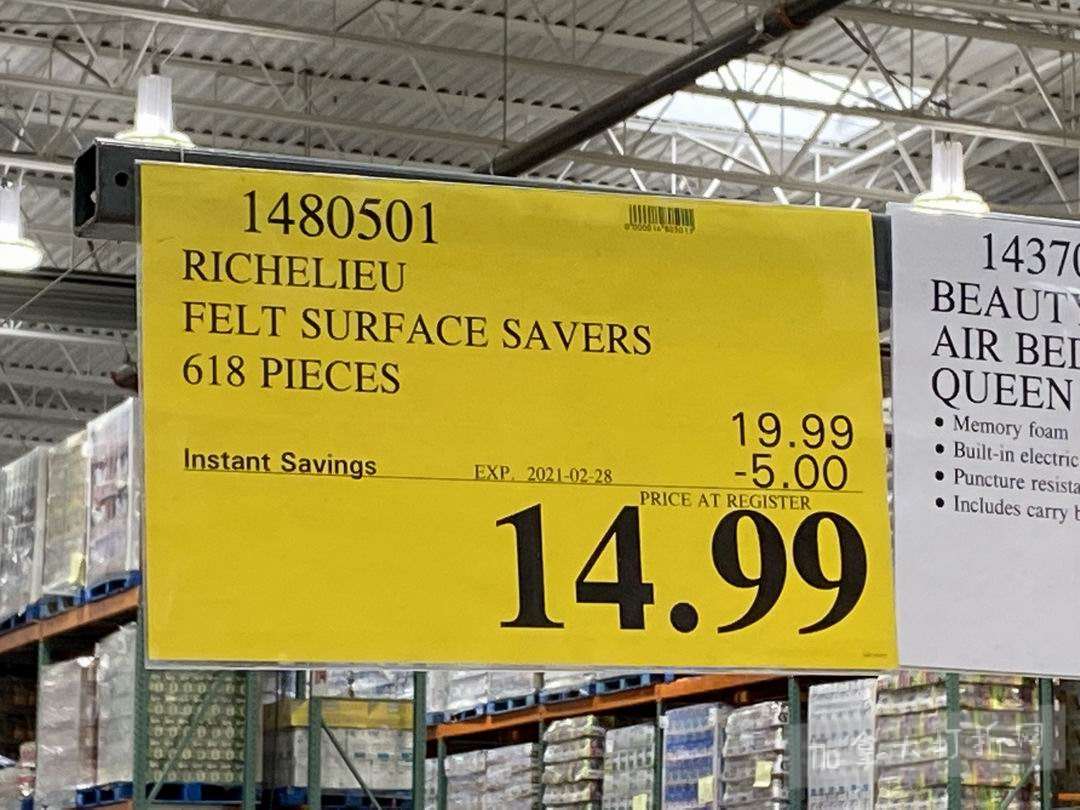 1480501
RICHELIEU
FELT SURFACE SAVERS
618 PIECES
19.99
Instant Savings EXP. 2021-02-28 -5.00
PRICE AT REGISTER
14.99
1437
BEAUTY
AIR BED
QUEEN
• Memory foam
• Built-in electric
• Puncture resista
• Includes carry b